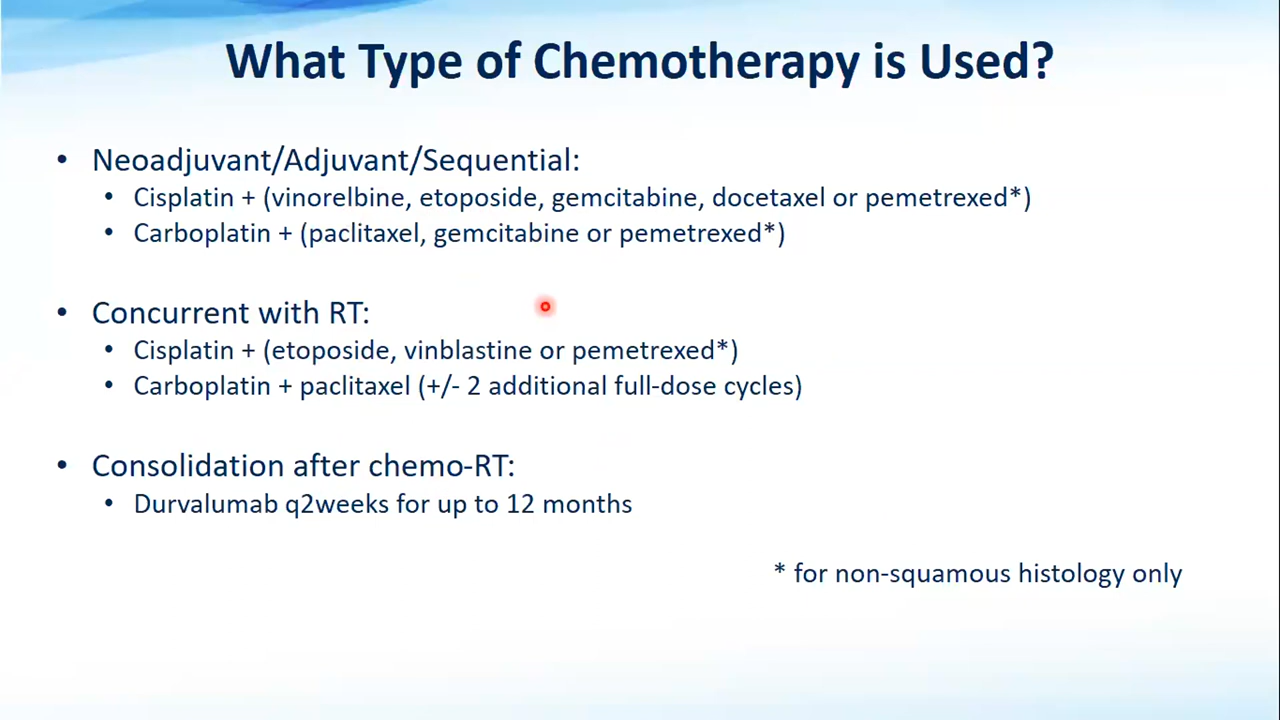 What Type of Chemotherapy is Used?
• Neoadjuvant/Adjuvant/Sequential:
• Cisplatin + (vinorelbine, etoposide, gemcitabine, docetaxel or pemetrexed*)
• Carboplatin + (paclitaxel, gemcitabine or pemetrexed*)
• Concurrent with RT:
• Cisplatin + (etoposide, vinblastine or pemetrexed*)
• Carboplatin + paclitaxel (+/- 2 additional full-dose cycles)
• Consolidation after chemo-RT:
• Durvalumab q2weeks for up to 12 months
* for non-squamous histology only